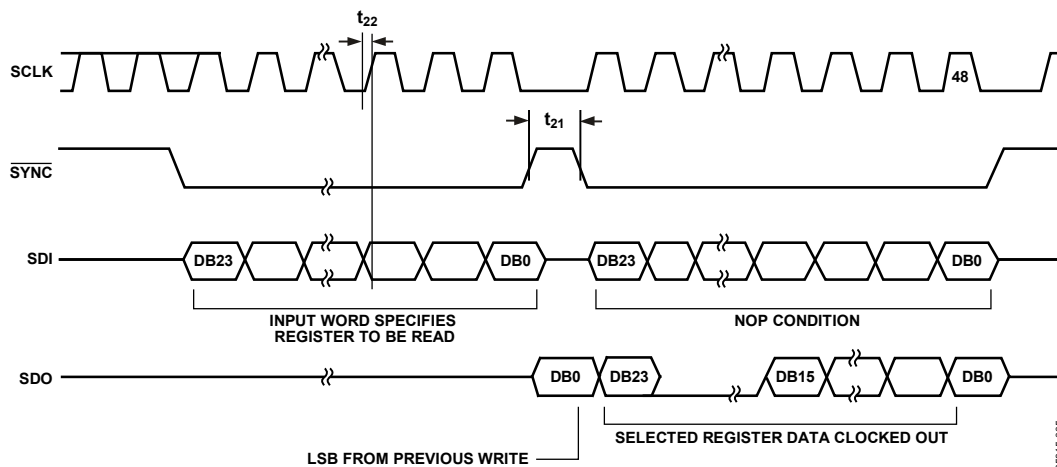 t22
SCLK
48
t21
SYNC
SDI
DB23
DB0
DB23
DB0
INPUT WORD SPECIFIES
REGISTER TO BE READ
NOP CONDITION
SDO
DB0
DB23
DB15
DB0
SELECTED REGISTER DATA CLOCKED OUT
LSB FROM PREVIOUS WRITE